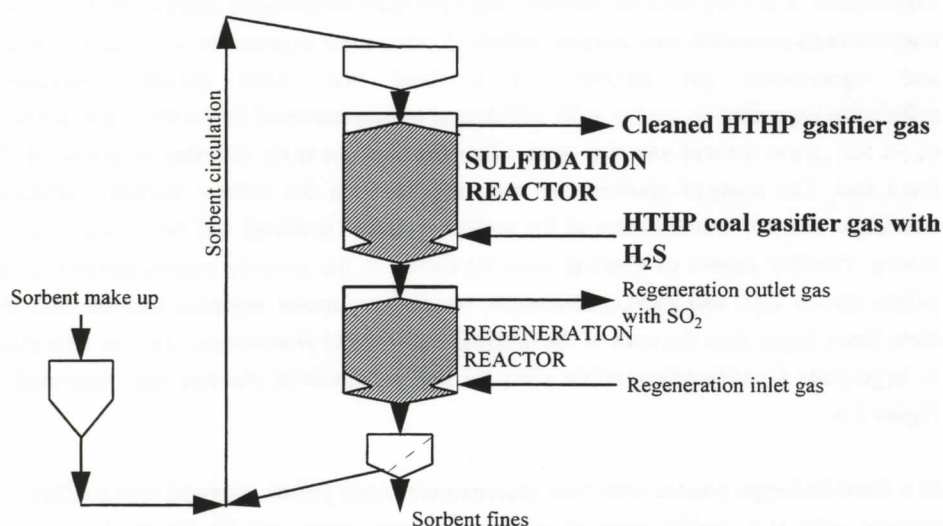 Sorbent circulation
Cleaned HTHP gasifier gas
SULFIDATION
REACTOR
HTHP coal gasifier gas with
H2S
Sorbent make up
Regeneration outlet gas
with SO2
REGENERATION
REACTOR
Regeneration inlet gas
Sorbent fines